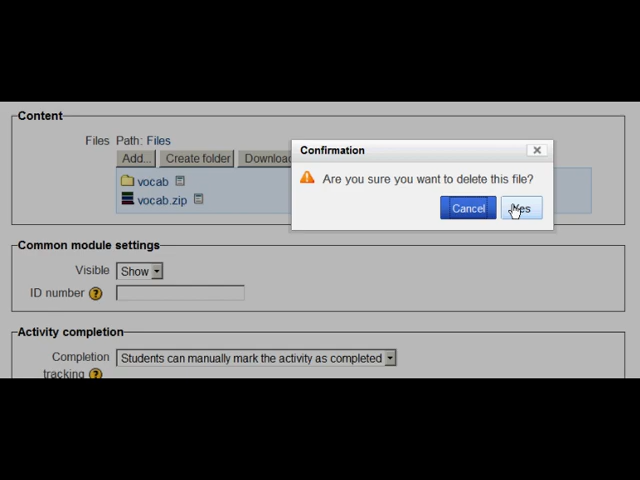 Content
Files Path: Files
Add... Create folder Download
vocab
vocab.zip
Confirmation
Are you sure you want to delete this file?
Cancel Yes
Common module settings
Visible Show
ID number
Activity completion
Completion tracking Students can manually mark the activity as completed